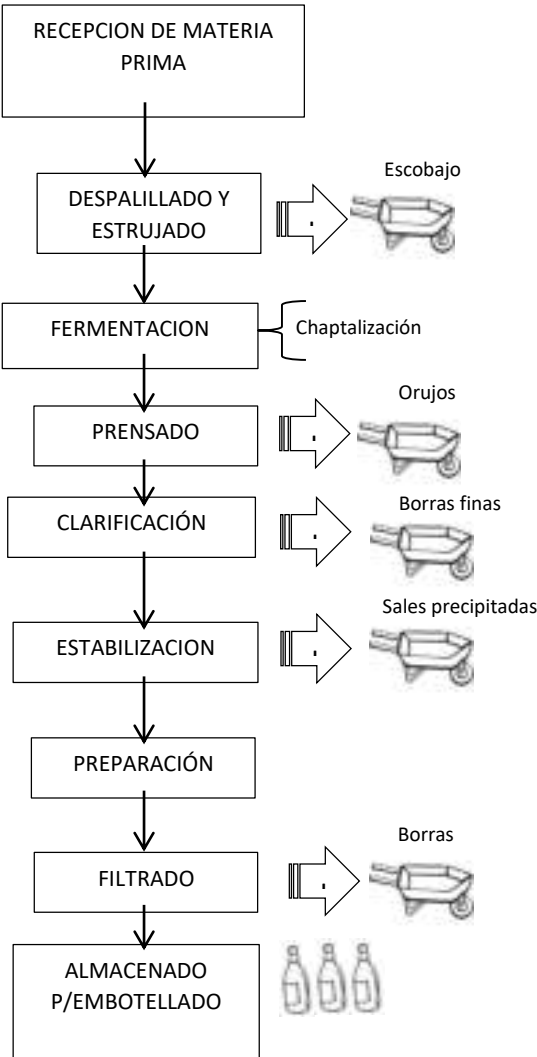 RECEPCION DE MATERIA
PRIMA
Escobajo
DESPALILLADO Y
ESTRUJADO
FERMENTACION
Chaptalización
Orujos
PRENSADO
Borras finas
CLARIFICACIÓN
Sales precipitadas
ESTABILIZACION
PREPARACIÓN
Borras
FILTRADO
ALMACENADO
P/EMBOTELLADO